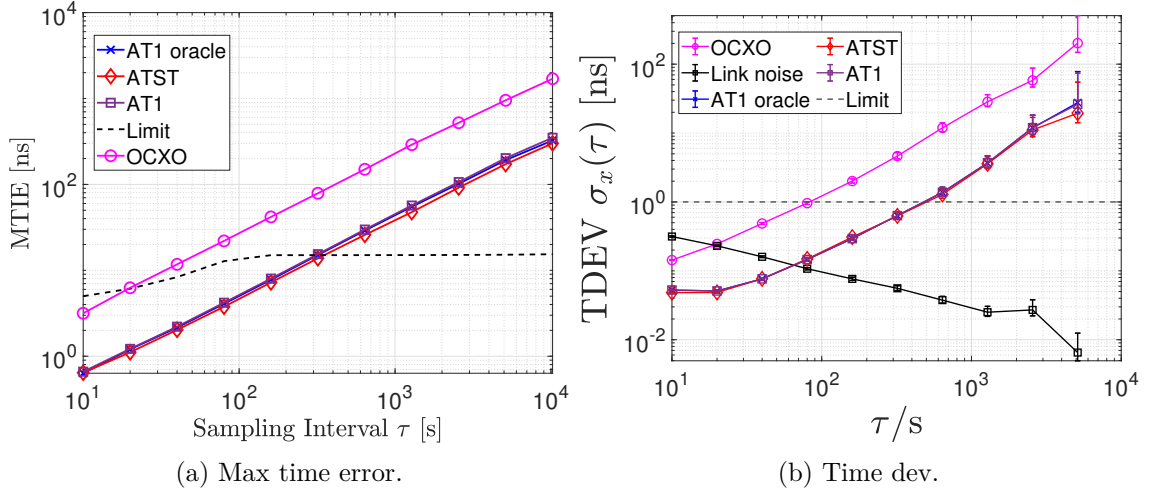 10^4
10^2
10^0
MTIE [ns]
AT1 oracle
ATST
AT1
Limit
OCXO
10^1
10^2
10^3
10^4
Sampling Interval τ [s]
(a) Max time error.
10^2
10^0
10^-2
TDEV σ_x(τ) [ns]
OCXO
Link noise
AT1 oracle
ATST
AT1
Limit
10^1
10^2
10^3
10^4
τ/s
(b) Time dev.